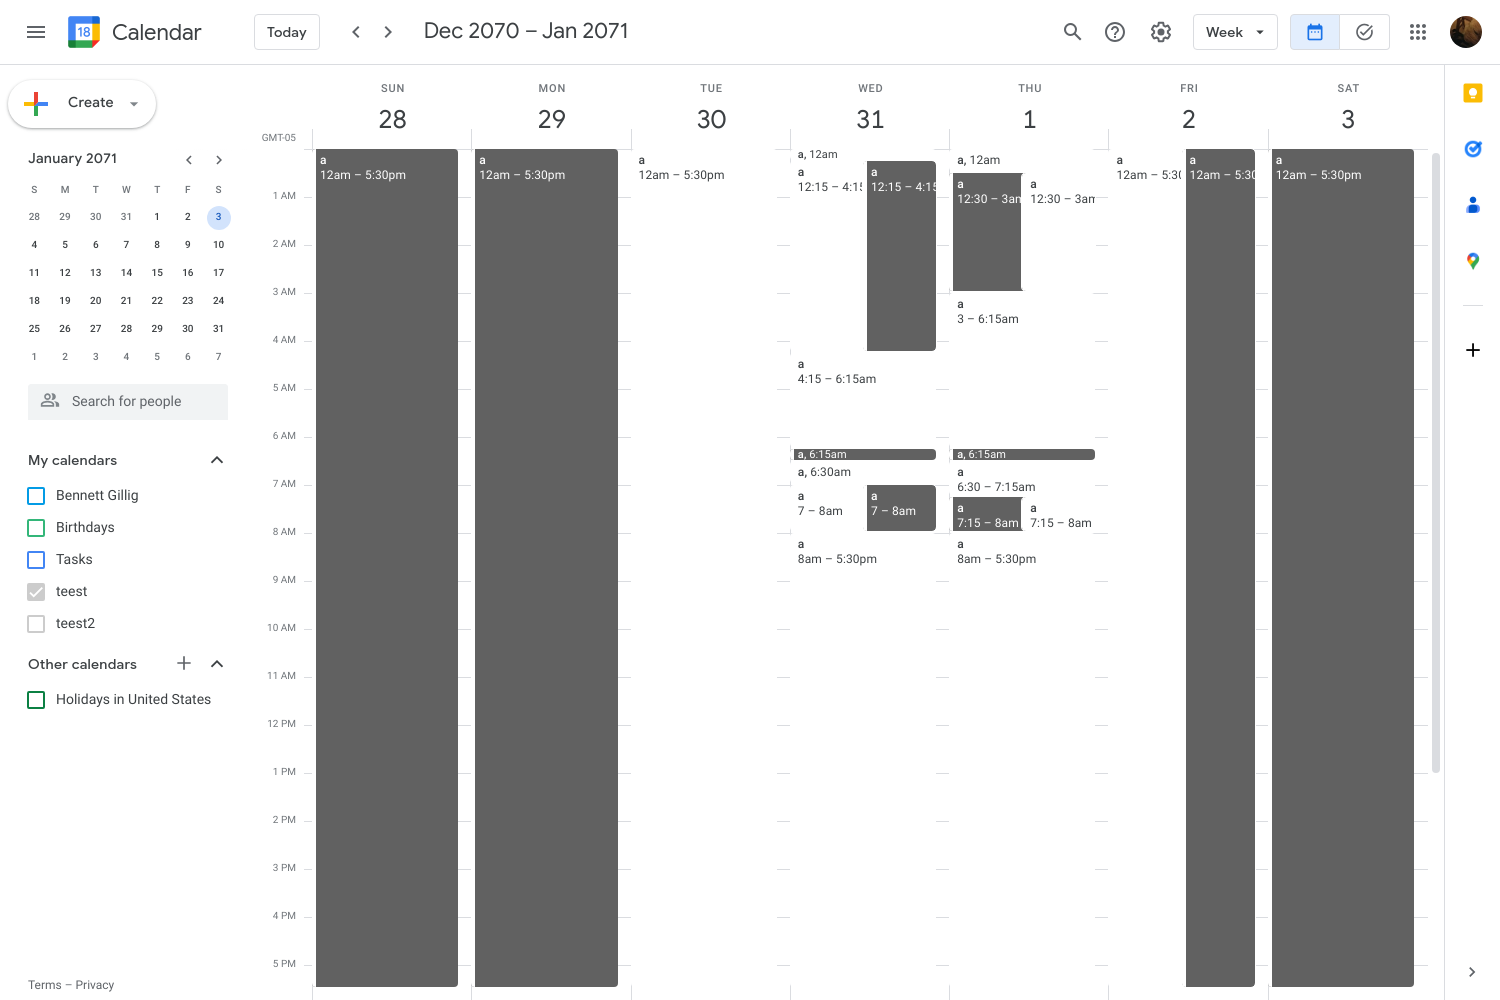 18 Calendar
Today
Dec 2070 – Jan 2071
Week
Create
January 2071
S M T W T F S
28 29 30 31 1 2 3
4 5 6 7 8 9 10
11 12 13 14 15 16 17
18 19 20 21 22 23 24
25 26 27 28 29 30 31
1 2 3 4 5 6 7
Search for people
My calendars
Bennett Gillig
Birthdays
Tasks
teest
teest2
Other calendars
Holidays in United States
Terms – Privacy
SUN MON TUE WED THU FRI SAT
28 29 30 31 1 2 3
GMT-05
1 AM
2 AM
3 AM
4 AM
5 AM
6 AM
7 AM
8 AM
9 AM
10 AM
11 AM
12 PM
1 PM
2 PM
3 PM
4 PM
5 PM
a
12am – 5:30pm
a
12am – 5:30pm
a
12am – 5:30pm
a, 12am
a
12:15 – 4:15
a
12:15 – 4:15
a
4:15 – 6:15am
a, 6:15am
a, 6:30am
a
7 – 8am
a
7 – 8am
a
8am – 5:30pm
a, 12am
a
12:30 – 3am
a
12:30 – 3am
a
3 – 6:15am
a, 6:15am
a
6:30 – 7:15am
a
7:15 – 8am
a
7:15 – 8am
a
8am – 5:30pm
a
12am – 5:30
a
12am – 5:30
a
12am – 5:30pm